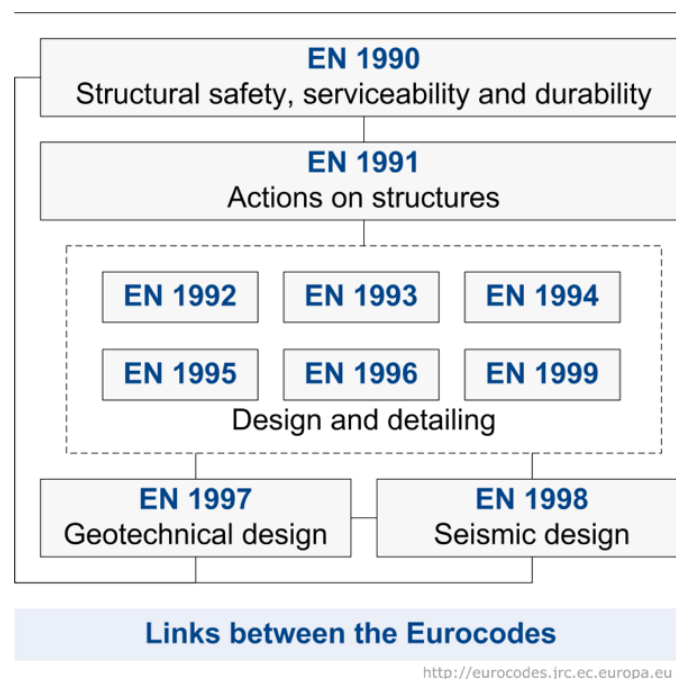 EN 1990
Structural safety, serviceability and durability
EN 1991
Actions on structures
EN 1992 EN 1993 EN 1994
EN 1995 EN 1996 EN 1999
Design and detailing
EN 1997 EN 1998
Geotechnical design Seismic design
Links between the Eurocodes
http://eurocodes.jrc.ec.europa.eu